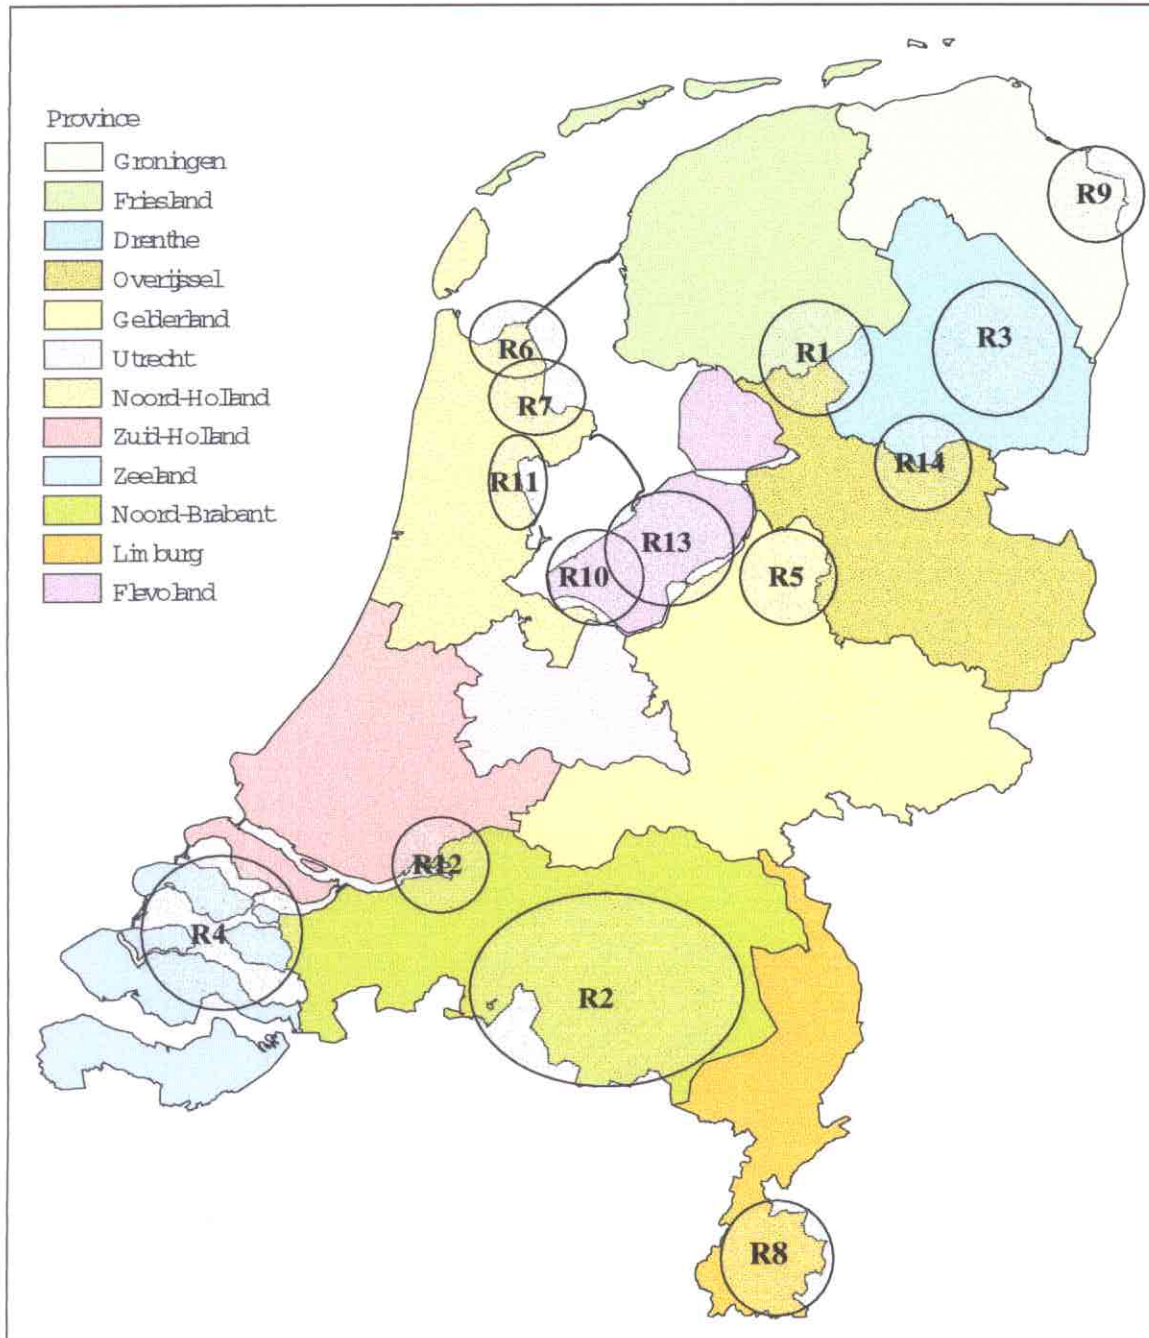 Province
Groningen
Friesland
Drenthe
Overijssel
Gelderland
Utrecht
Noord-Holland
Zuid-Holland
Zeeland
Noord-Brabant
Limburg
Flevoland
R9
R3
R1
R6
R7
R14
R11
R13
R10
R5
R12
R4
R2
R8